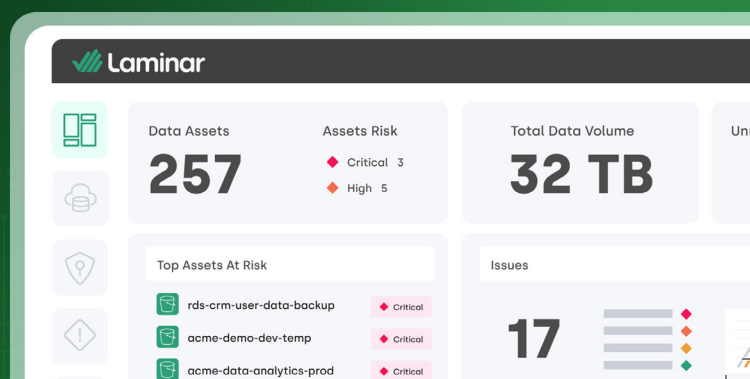 Laminar
Data Assets
257
Assets Risk
Critical 3
High 5
Total Data Volume
32 TB
Top Assets At Risk
rds-crm-user-data-backup
Critical
acme-demo-dev-temp
Critical
acme-data-analytics-prod
Critical
Issues
17